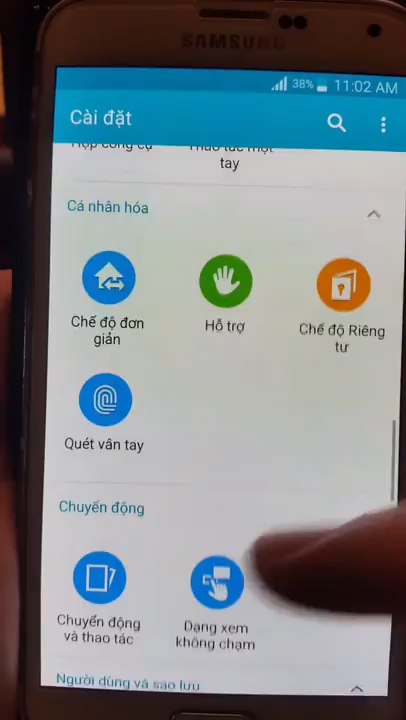 SAMSUNG
38% 11:02 AM
Cài đặt
Hộp công cụ
Thao tác một
tay
Cá nhân hóa
Chế độ đơn
giản
Hỗ trợ
Chế độ Riêng
tư
Quét vân tay
Chuyển động
Chuyển động
và thao tác
Dạng xem
không chạm
Người dùng và sao lưu